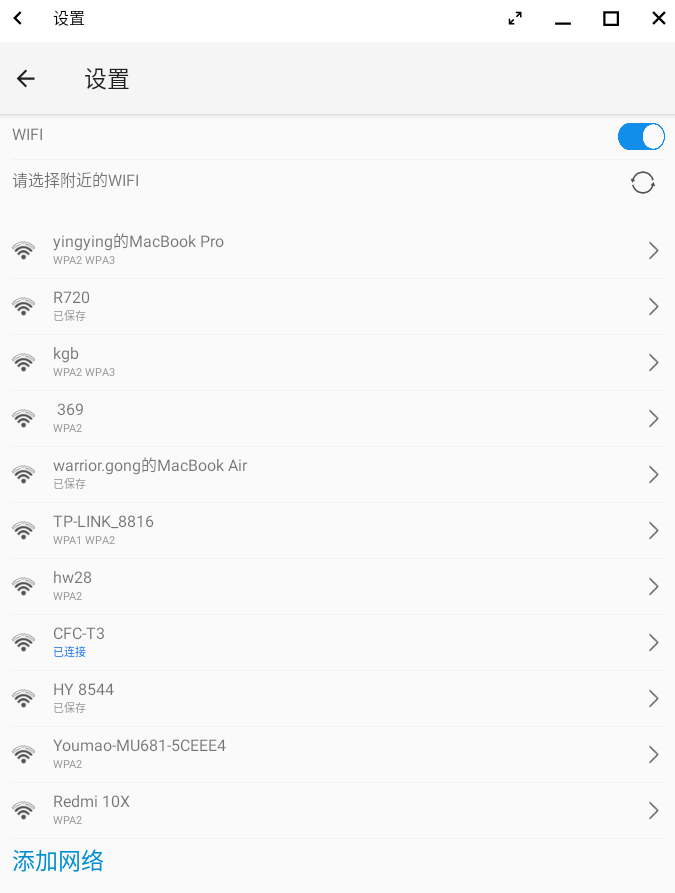 设置
设置
WIFI
请选择附近的WIFI
yingying的MacBook Pro
WPA2 WPA3
R720
已保存
kgb
WPA2 WPA3
369
WPA2
warrior.gong的MacBook Air
已保存
TP-LINK_8816
WPA1 WPA2
hw28
WPA2
CFC-T3
已连接
HY 8544
已保存
Youmao-MU681-5CEEE4
WPA2
Redmi 10X
WPA2
添加网络